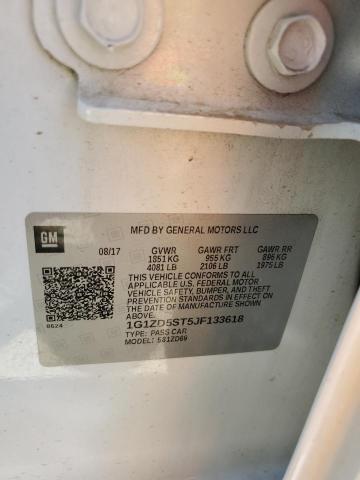 GM
MFD BY GENERAL MOTORS LLC
08/17 GVWR GAWR FRT GAWR RR
1851 KG 955 KG 896 KG
4081 LB 2106 LB 1975 LB
THIS VEHICLE CONFORMS TO ALL
APPLICABLE U.S. FEDERAL MOTOR
VEHICLE SAFETY, BUMPER, AND THEFT
PREVENTION STANDARDS IN EFFECT ON
THE DATE OF MANUFACTURE SHOWN
ABOVE.
0624
1G1ZD5ST5JF133618
TYPE: PASS CAR
MODEL: 581ZD69